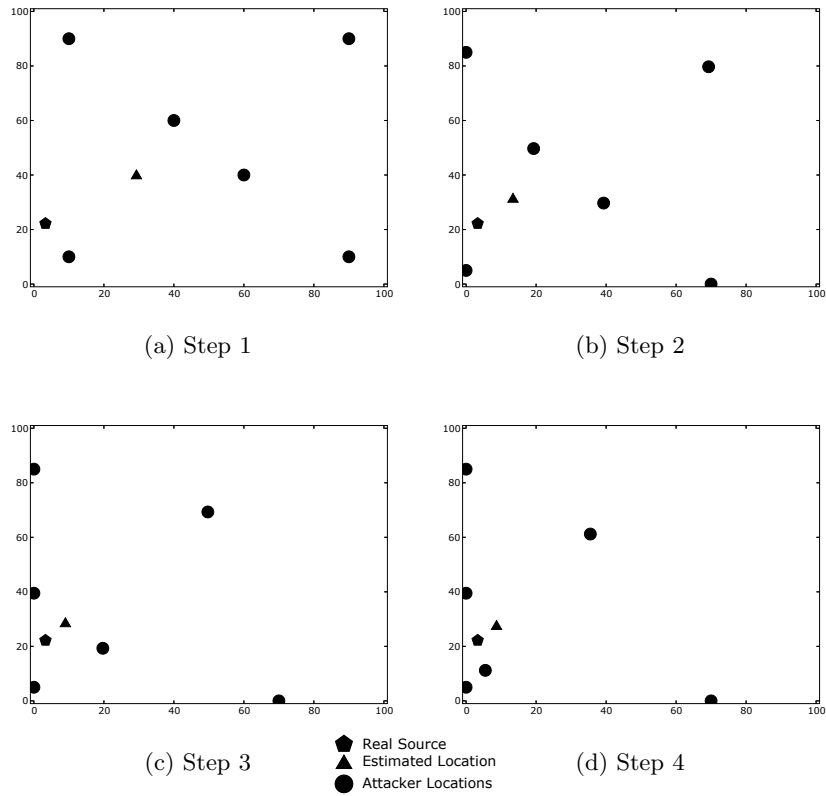 100
80
60
40
20
0
0 20 40 60 80 100
(a) Step 1
100
80
60
40
20
0
0 20 40 60 80 100
(b) Step 2
100
80
60
40
20
0
0 20 40 60 80 100
(c) Step 3
100
80
60
40
20
0
0 20 40 60 80 100
(d) Step 4
Real Source
Estimated Location
Attacker Locations